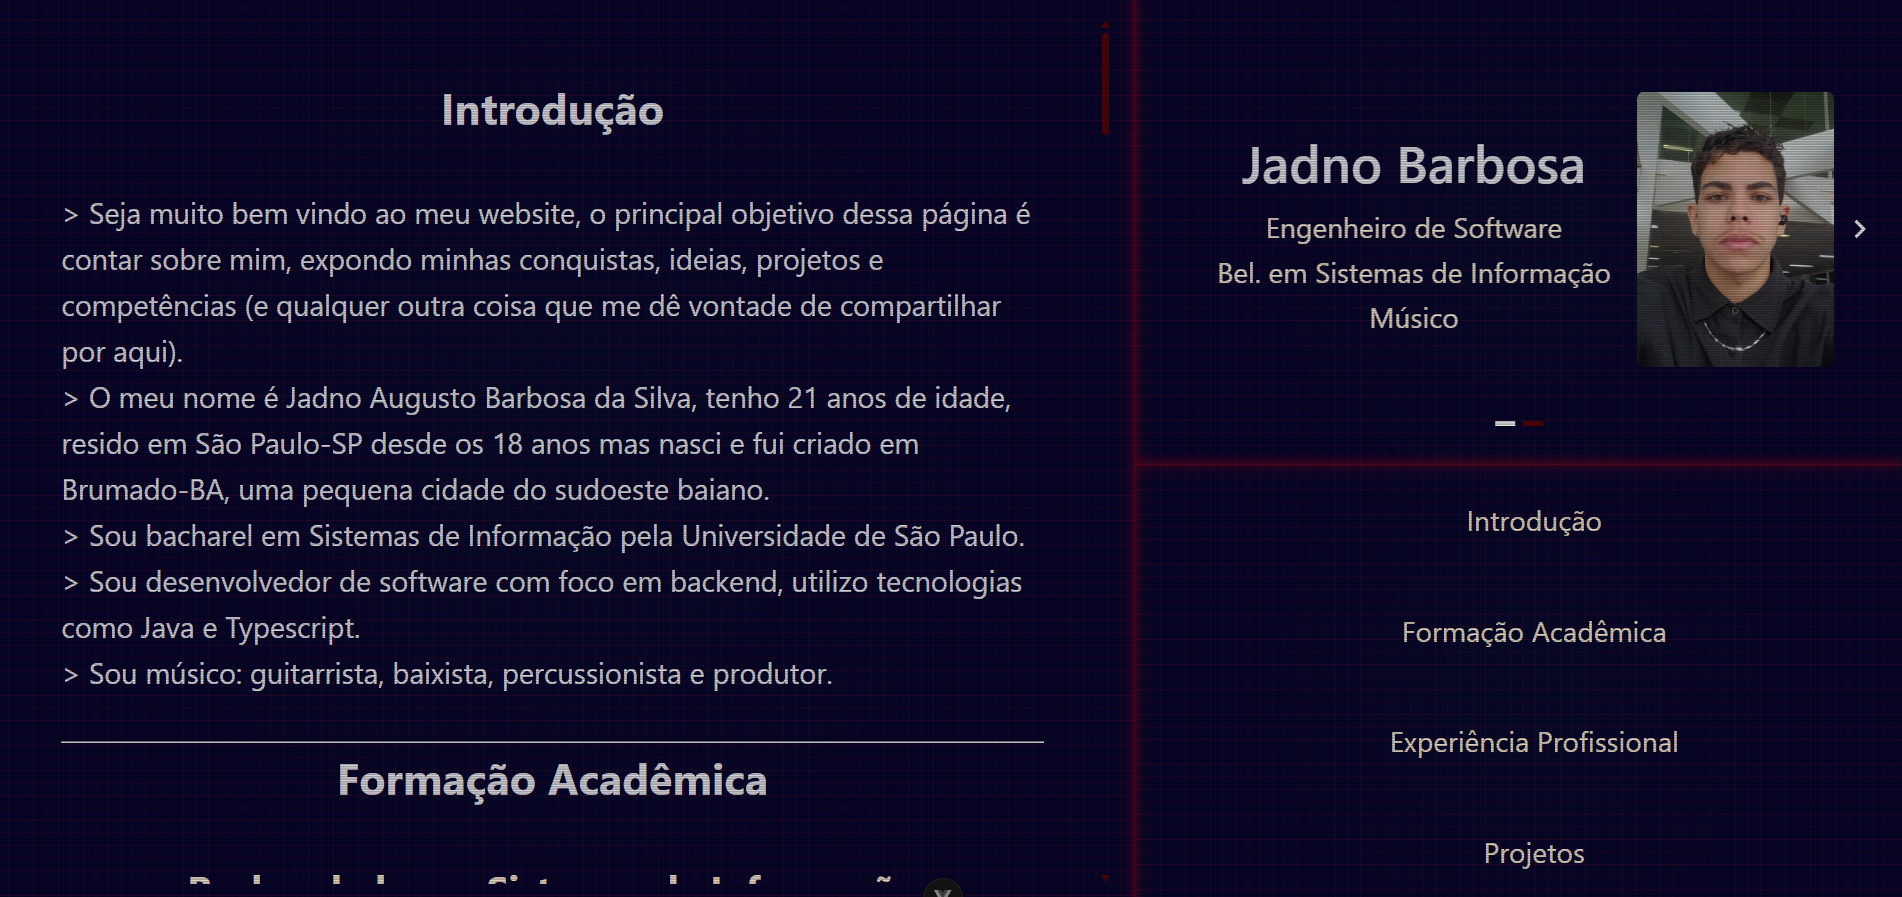 Introdução
> Seja muito bem vindo ao meu website, o principal objetivo dessa página é
contar sobre mim, expondo minhas conquistas, ideias, projetos e
competências (e qualquer outra coisa que me dê vontade de compartilhar
por aqui).
> O meu nome é Jadno Augusto Barbosa da Silva, tenho 21 anos de idade,
resido em São Paulo-SP desde os 18 anos mas nasci e fui criado em
Brumado-BA, uma pequena cidade do sudoeste baiano.
> Sou bacharel em Sistemas de Informação pela Universidade de São Paulo.
> Sou desenvolvedor de software com foco em backend, utilizo tecnologias
como Java e Typescript.
> Sou músico: guitarrista, baixista, percussionista e produtor.
Formação Acadêmica
Jadno Barbosa
Engenheiro de Software
Bel. em Sistemas de Informação
Músico
Introdução
Formação Acadêmica
Experiência Profissional
Projetos